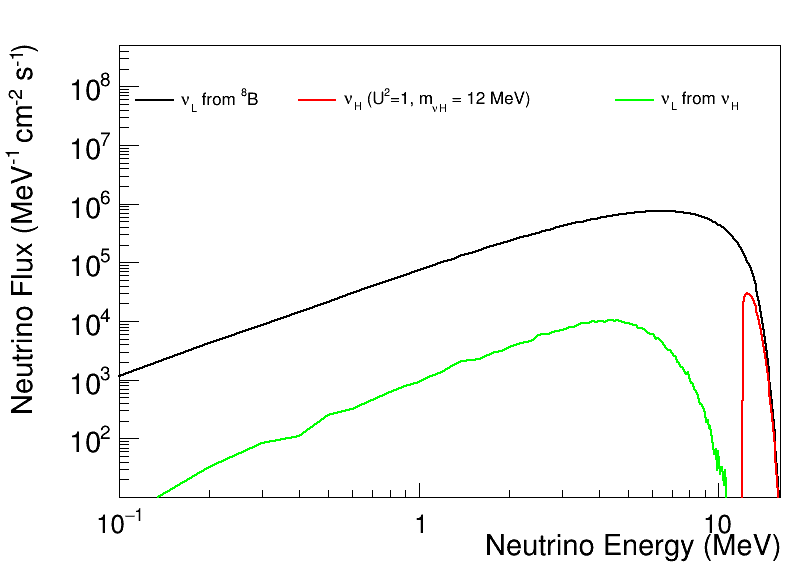 10⁸
ν_L from ⁸B
ν_H (U²=1, m_νH = 12 MeV)
ν_L from ν_H
10⁷
10⁶
10⁵
10⁴
10³
10²
Neutrino Flux (MeV⁻¹ cm⁻² s⁻¹)
10⁻¹
1
10
Neutrino Energy (MeV)